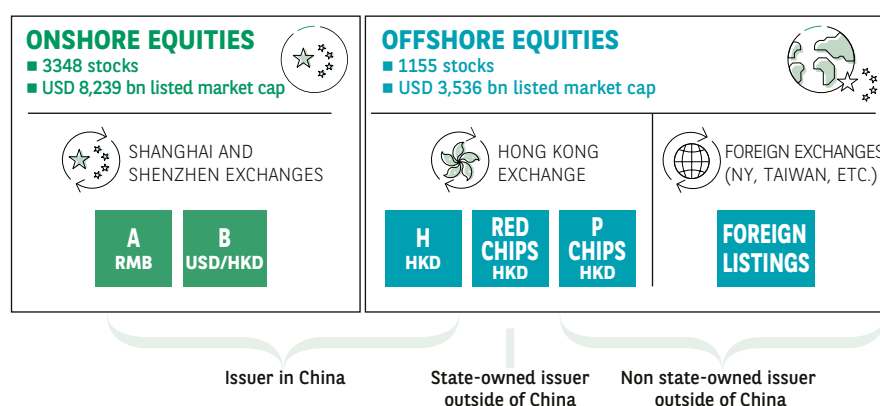 ONSHORE EQUITIES
■ 3348 stocks
■ USD 8,239 bn listed market cap
SHANGHAI AND
SHENZHEN EXCHANGES
A
RMB
B
USD/HKD
OFFSHORE EQUITIES
■ 1155 stocks
■ USD 3,536 bn listed market cap
HONG KONG
EXCHANGE
H
HKD
RED
CHIPS
HKD
P
CHIPS
HKD
FOREIGN EXCHANGES
(NY, TAIWAN, ETC.)
FOREIGN
LISTINGS
Issuer in China
State-owned issuer
outside of China
Non state-owned issuer
outside of China